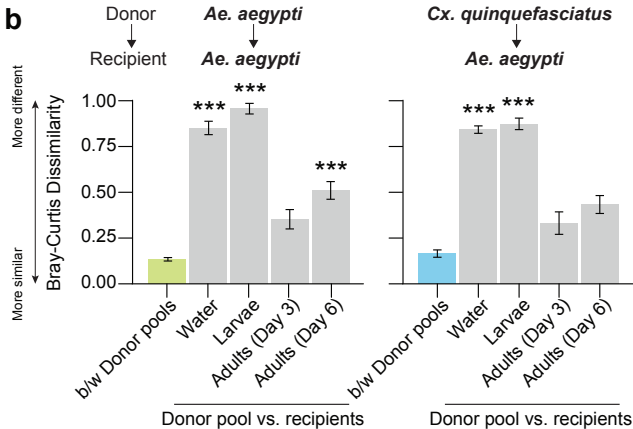 b
Donor
Recipient
Ae. aegypti
Ae. aegypti
Cx. quinquefasciatus
Ae. aegypti
More different
More similar
Bray-Curtis Dissimilarity
1.00
0.75
0.50
0.25
0.00
*** *** ***
*** ***
b/w Donor pools
Water
Larvae
Adults (Day 3)
Adults (Day 6)
Donor pool vs. recipients
b/w Donor pools
Water
Larvae
Adults (Day 3)
Adults (Day 6)
Donor pool vs. recipients